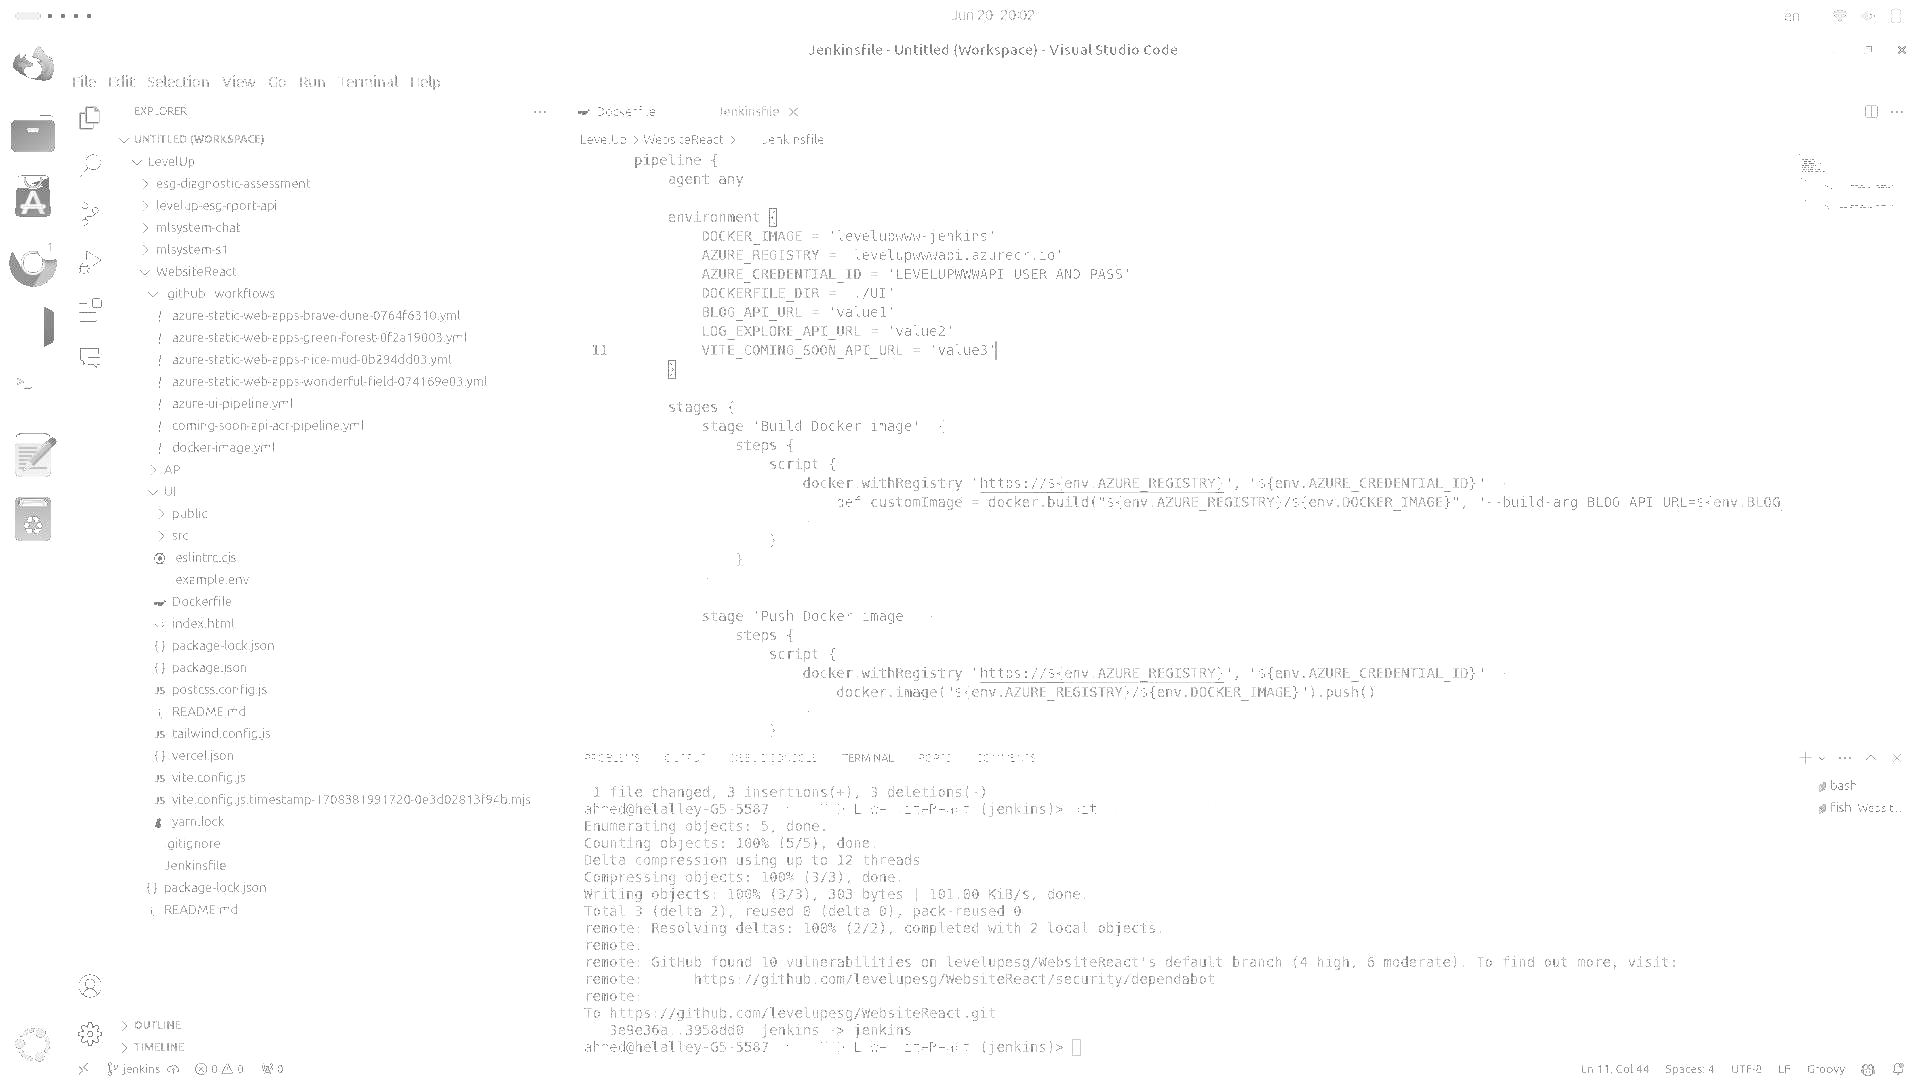 Jun 20 20:02
en
Jenkinsfile - Untitled (Workspace) - Visual Studio Code
File Edit Selection View Go Run Terminal Help
EXPLORER
UNTITLED (WORKSPACE)
LevelUp
esg-diagnostic-assessment
levelup-esg-rport-api
mlsystem-chat
mlsystem-s1
WebsiteReact
github workflows
azure-static-web-apps-brave-dune-0764f6310.yml
azure-static-web-apps-green-forest-0f2a19003.yml
azure-static-web-apps-nice-mud-0b294dd03.yml
azure-static-web-apps-wonderful-field-074169e03.yml
azure-ui-pipeline.yml
coming-soon-api-acr-pipeline.yml
docker-image.yml
AP
UI
public
src
eslintrc.cjs
example.env
Dockerfile
index.html
{} package-lock.json
{} package.json
JS postcss.config.js
README.md
JS tailwind.config.js
{} vercel.json
JS vite.config.js
JS vite.config.js.timestamp-1708381991720-0e3d02813f94b.mjs
yarn.lock
gitignore
Jenkinsfile
{} package-lock.json
README.md
OUTLINE
TIMELINE
Dockerfile Jenkinsfile
LevelUp > WebsiteReact > Jenkinsfile
pipeline {
agent any
environment {
DOCKER_IMAGE = 'levelupwww-jenkins'
AZURE_REGISTRY = 'levelupwwwapi.azurecr.io'
AZURE_CREDENTIAL_ID = 'LEVELUPWWWAPI USER AND PASS'
DOCKERFILE_DIR = './UI'
BLOG_API_URL = 'value1'
LOG_EXPLORE_API_URL = 'value2'
11 VITE_COMING_SOON_API_URL = 'value3'
}
stages {
stage 'Build Docker image' {
steps {
script {
docker.withRegistry 'https://${env.AZURE_REGISTRY}', '${env.AZURE_CREDENTIAL_ID}'
def customImage = docker.build("${env.AZURE_REGISTRY}/${env.DOCKER_IMAGE}", '--build-arg BLOG_API_URL=${env.BLOG
}
}
stage 'Push Docker image
steps {
script {
docker.withRegistry 'https://${env.AZURE_REGISTRY}', '${env.AZURE_CREDENTIAL_ID}'
docker.image('${env.AZURE_REGISTRY}/${env.DOCKER_IMAGE}').push()
}
PROBLEMS OUTPUT DEBUG CONSOLE TERMINAL PORTS COMMENTS
bash
fish
1 file changed, 3 insertions(+), 3 deletions(-)
ahmed@helalley-G5-5587 (jenkins)>
Enumerating objects: 5, done.
Counting objects: 100% (5/5), done.
Delta compression using up to 12 threads
Compressing objects: 100% (3/3), done.
Writing objects: 100% (3/3), 303 bytes | 101.00 KiB/s, done.
Total 3 (delta 2), reused 0 (delta 0), pack-reused 0
remote: Resolving deltas: 100% (2/2), completed with 2 local objects.
remote:
remote: GitHub found 10 vulnerabilities on levelupesg/WebsiteReact's default branch (4 high, 6 moderate). To find out more, visit:
remote: https://github.com/levelupesg/WebsiteReact/security/dependabot
remote:
To https://github.com/levelupesg/WebsiteReact.git
3e9e36a..3958dd0 jenkins -> jenkins
ahmed@helalley-G5-5587 (jenkins)>
jenkins 0 0 0
Ln 11, Col 44 Spaces: 4 UTF-8 LF Groovy